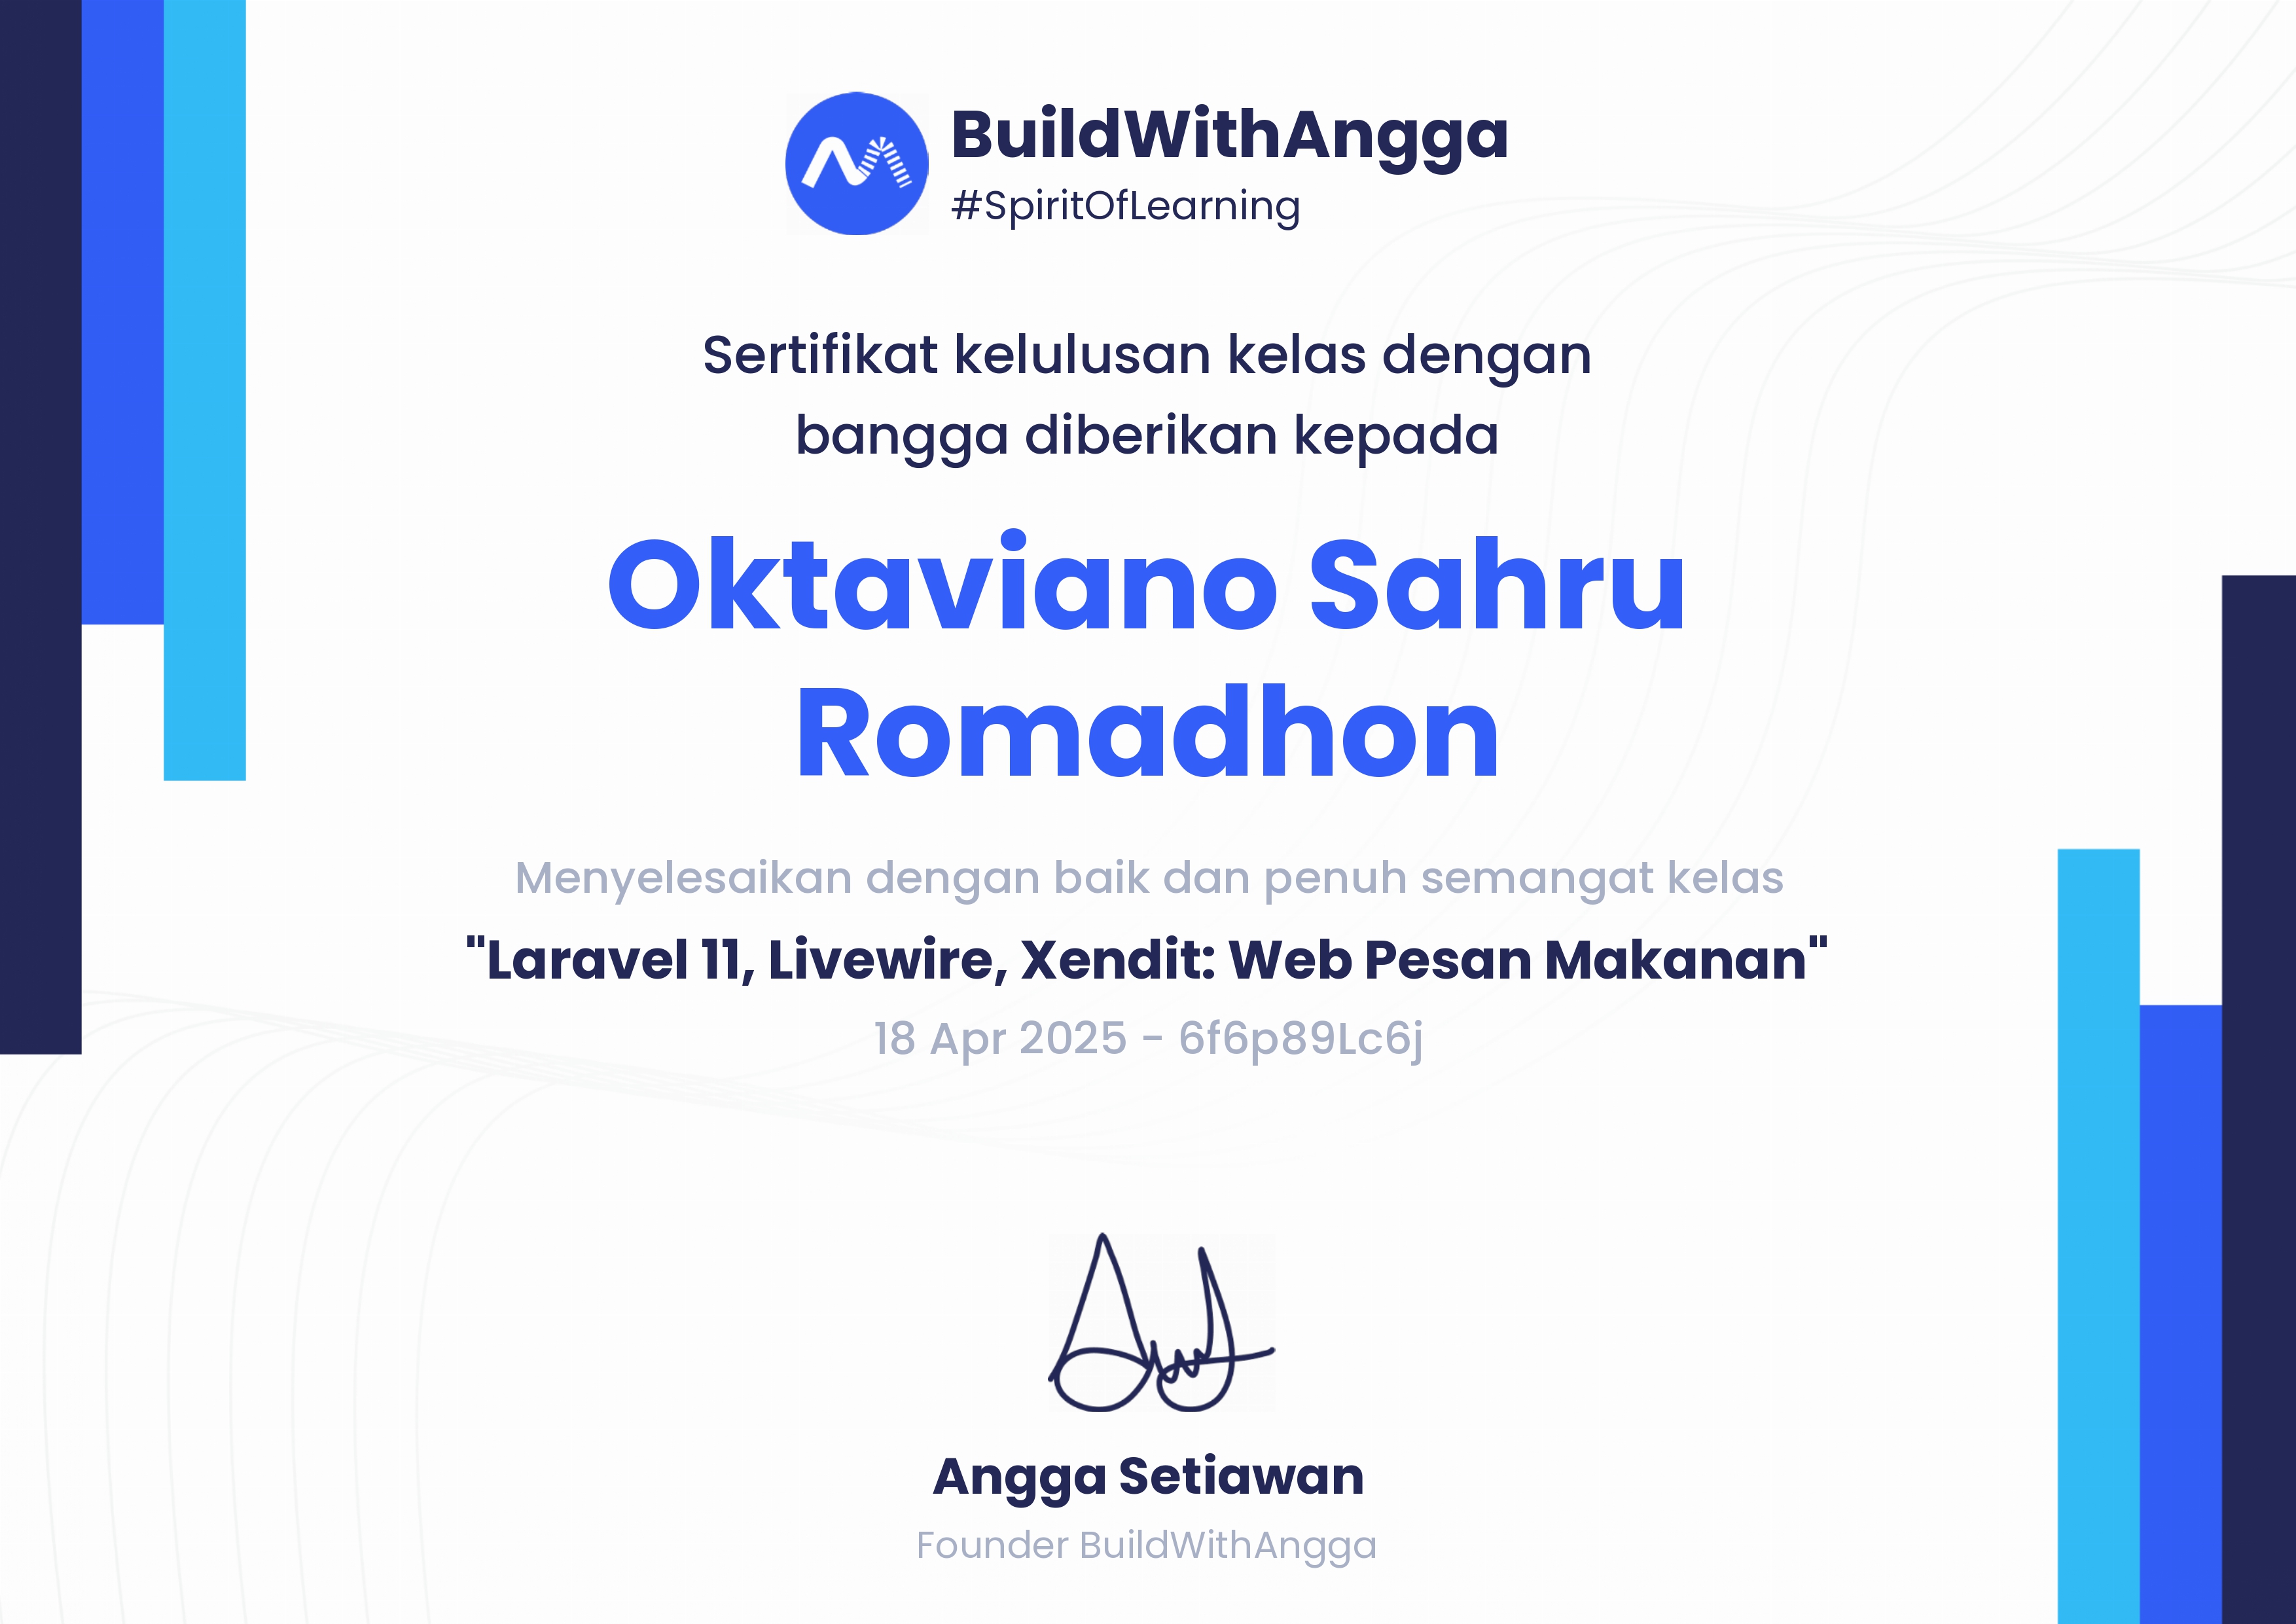 BuildWithAngga
#SpiritOfLearning
Sertifikat kelulusan kelas dengan
bangga diberikan kepada
Oktaviano Sahru
Romadhon
Menyelesaikan dengan baik dan penuh semangat kelas
"Laravel 11, Livewire, Xendit: Web Pesan Makanan"
18 Apr 2025 - 6f6p89Lc6j
Angga Setiawan
Founder BuildWithAngga